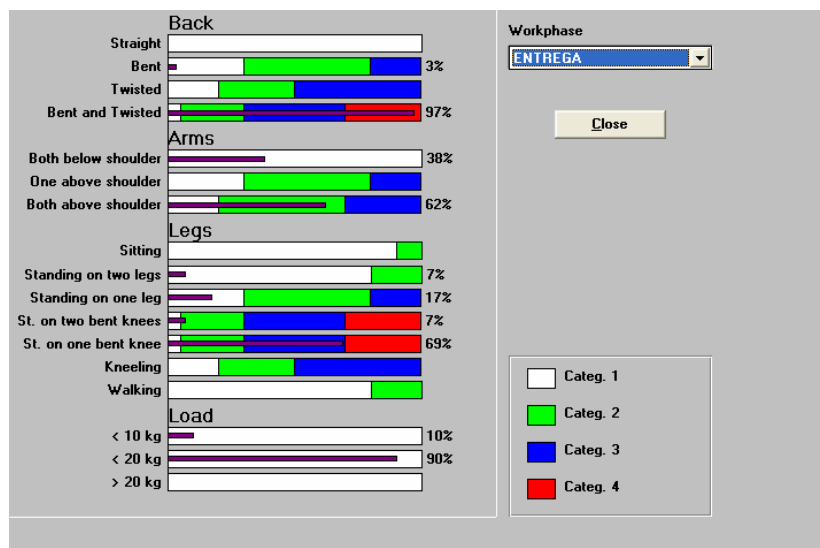 Back
Straight
Bent 3%
Twisted
Bent and Twisted 97%
Arms
Both below shoulder 38%
One above shoulder
Both above shoulder 62%
Legs
Sitting
Standing on two legs 7%
Standing on one leg 17%
St. on two bent knees 7%
St. on one bent knee 69%
Kneeling
Walking
Load
< 10 kg 10%
< 20 kg 90%
> 20 kg
Workphase
ENTREGA
Close
Categ. 1
Categ. 2
Categ. 3
Categ. 4